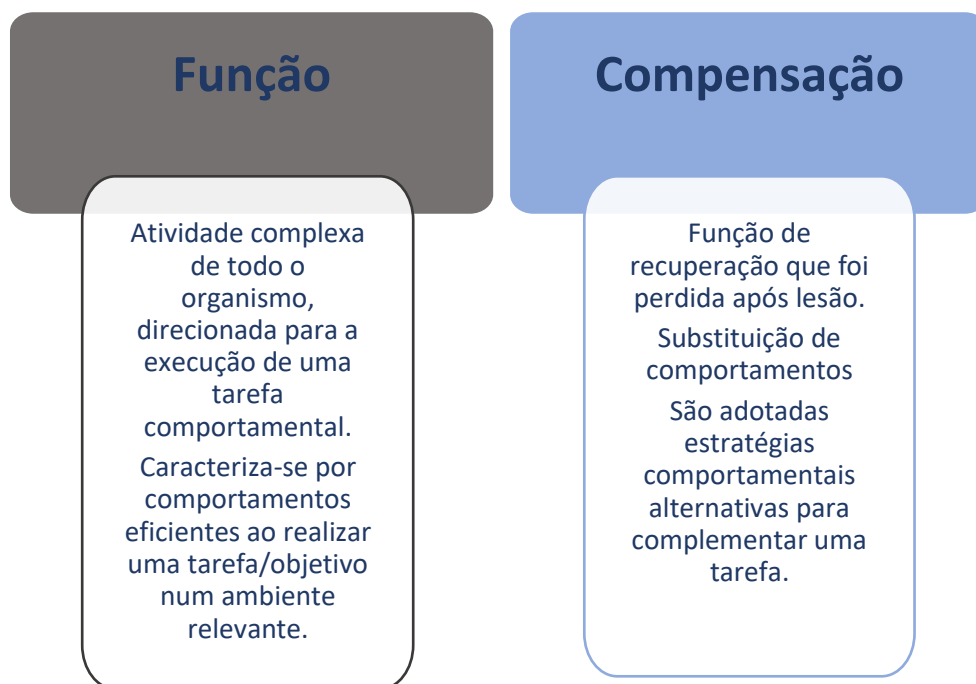 Função
Atividade complexa
de todo o
organismo,
direcionada para a
execução de uma
tarefa
comportamental.
Caracteriza-se por
comportamentos
eficientes ao realizar
uma tarefa/objetivo
num ambiente
relevante.
Compensação
Função de
recuperação que foi
perdida após lesão.
Substituição de
comportamentos
São adotadas
estratégias
comportamentais
alternativas para
complementar uma
tarefa.